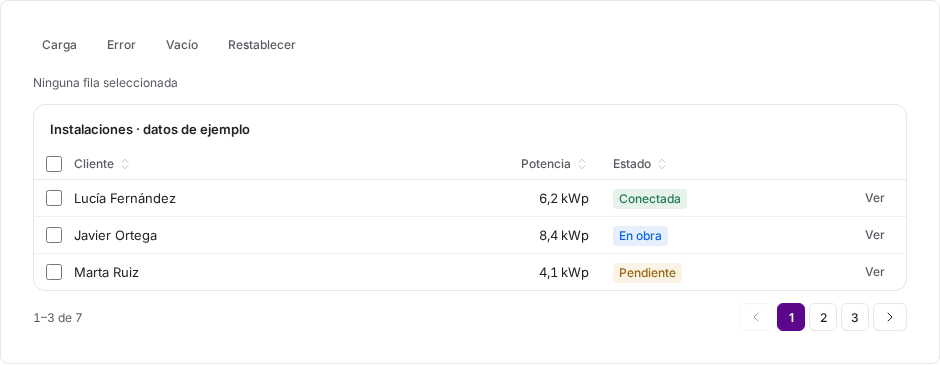 Carga Error Vacío Restablecer
Ninguna fila seleccionada
Instalaciones · datos de ejemplo
Cliente Potencia Estado
Lucía Fernández 6,2 kWp Conectada Ver
Javier Ortega 8,4 kWp En obra Ver
Marta Ruiz 4,1 kWp Pendiente Ver
1–3 de 7 1 2 3